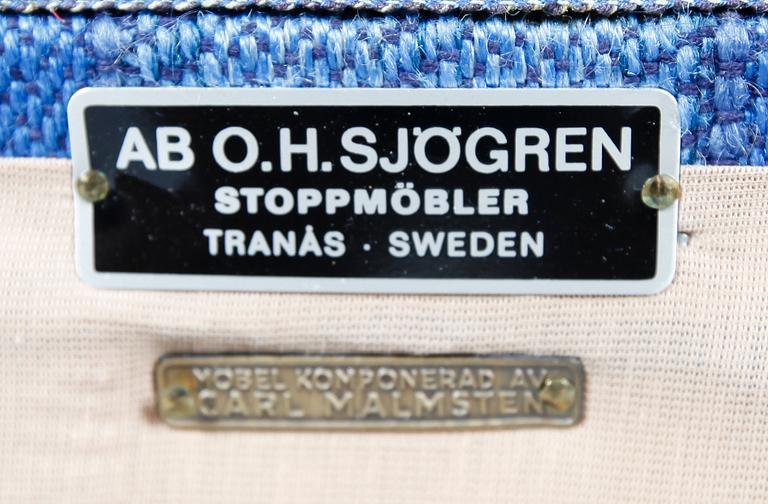 AB O.H. SJÖGREN
STOPPMÖBLER
TRANÅS · SWEDEN
MÖBEL KOMPONERAD AV
CARL MALMSTEN